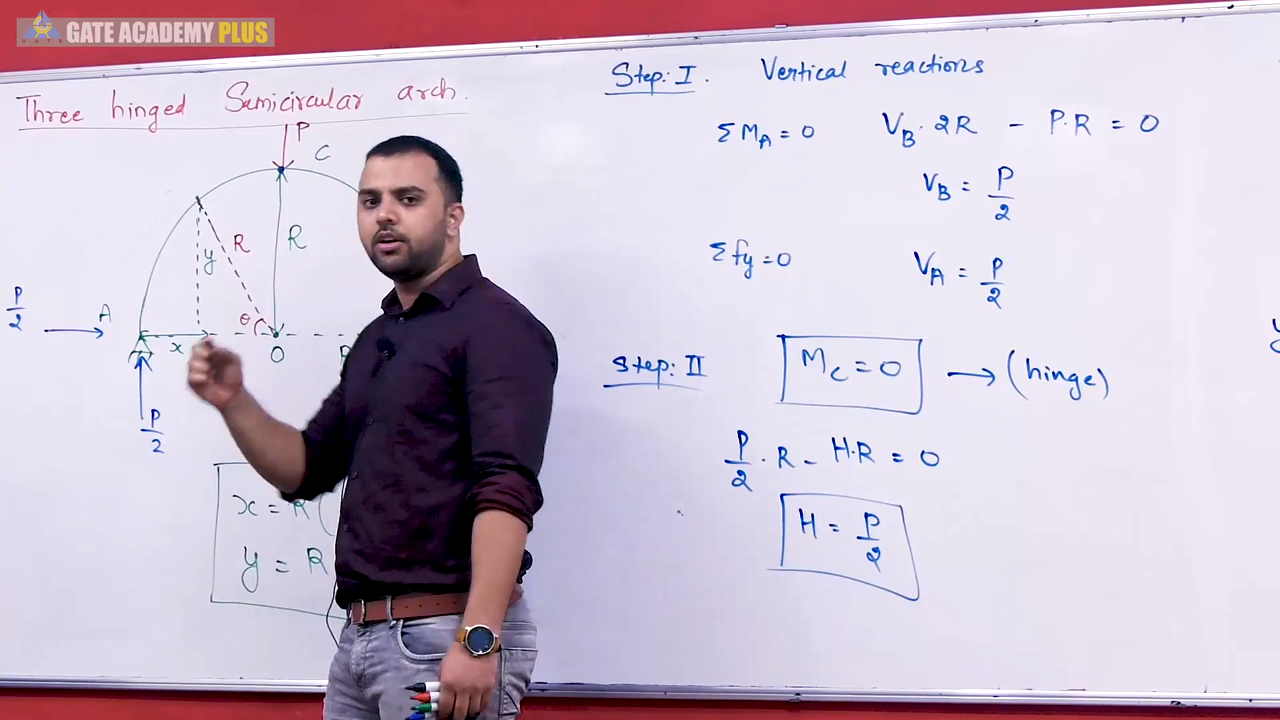 GATE ACADEMY PLUS
Three hinged Semicircular arch.
P
C
R
R
y
θ
A
x
O
P/2
P/2
x = R (
y = R
Step: I. Vertical reactions
ΣM_A = 0 V_B · 2R - P·R = 0
V_B = P/2
Σfy = 0 V_A = P/2
Step: II M_C = 0 → (hinge)
P/2 · R - H·R = 0
H = P/2